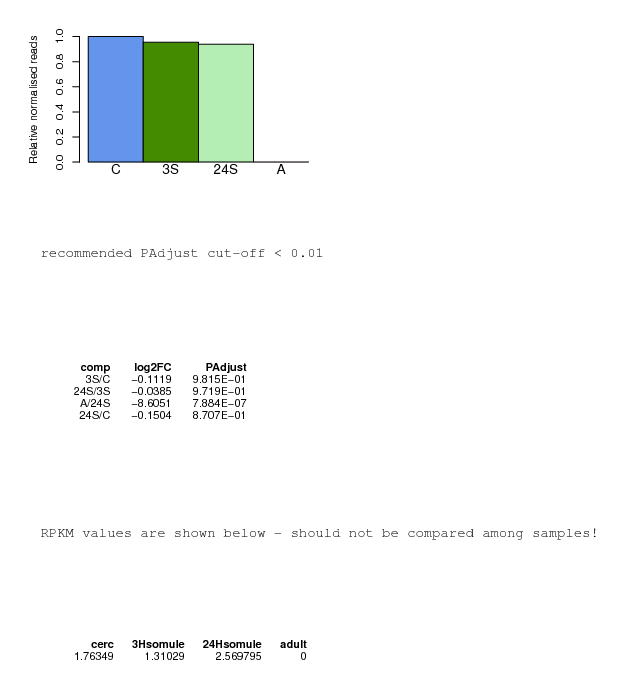 Relative normalised reads
1.0
0.8
0.6
0.4
0.2
0.0
C 3S 24S A
recommended PAdjust cut-off < 0.01
comp log2FC PAdjust
3S/C −0.1119 9.815E−01
24S/3S −0.0385 9.719E−01
A/24S −8.6051 7.884E−07
24S/C −0.1504 8.707E−01
RPKM values are shown below - should not be compared among samples!
cerc 3Hsomule 24Hsomule adult
1.76349 1.31029 2.569795 0